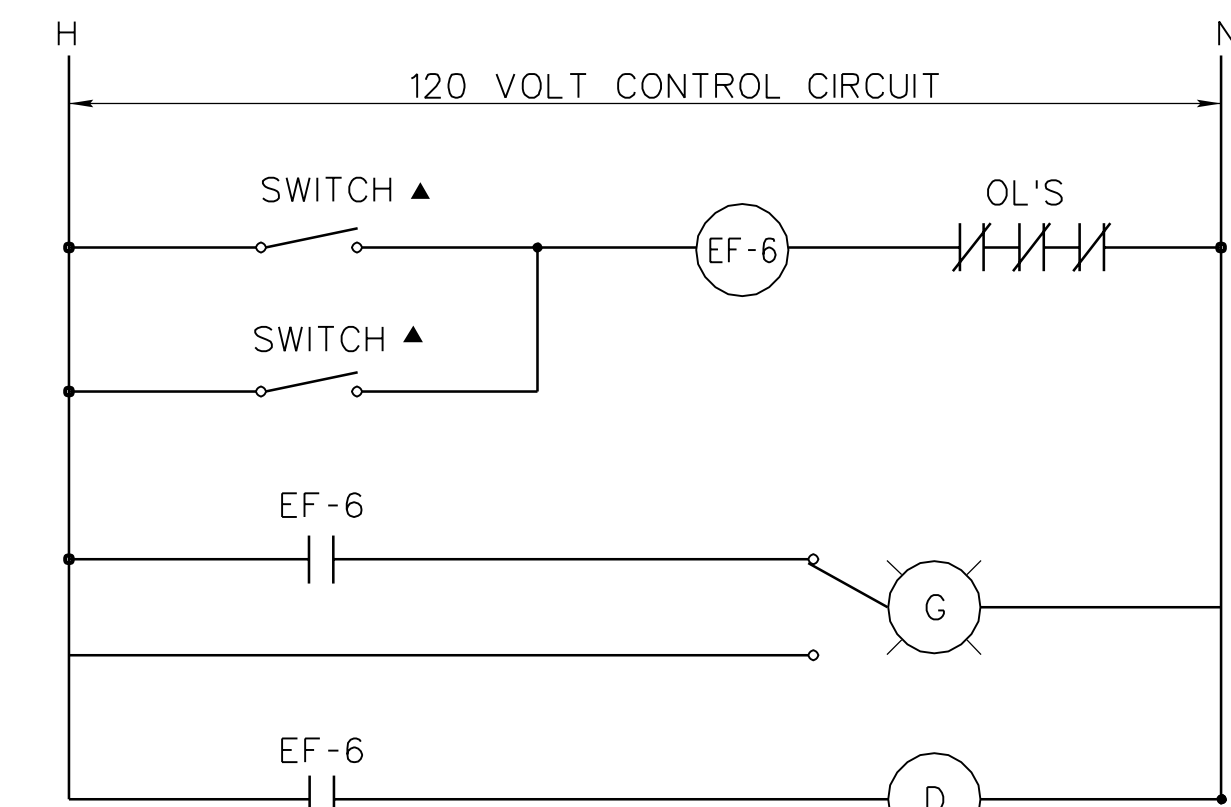 H N
120 VOLT CONTROL CIRCUIT
SWITCH ▲
OL'S
EF-6
SWITCH ▲
EF-6
G
EF-6
D